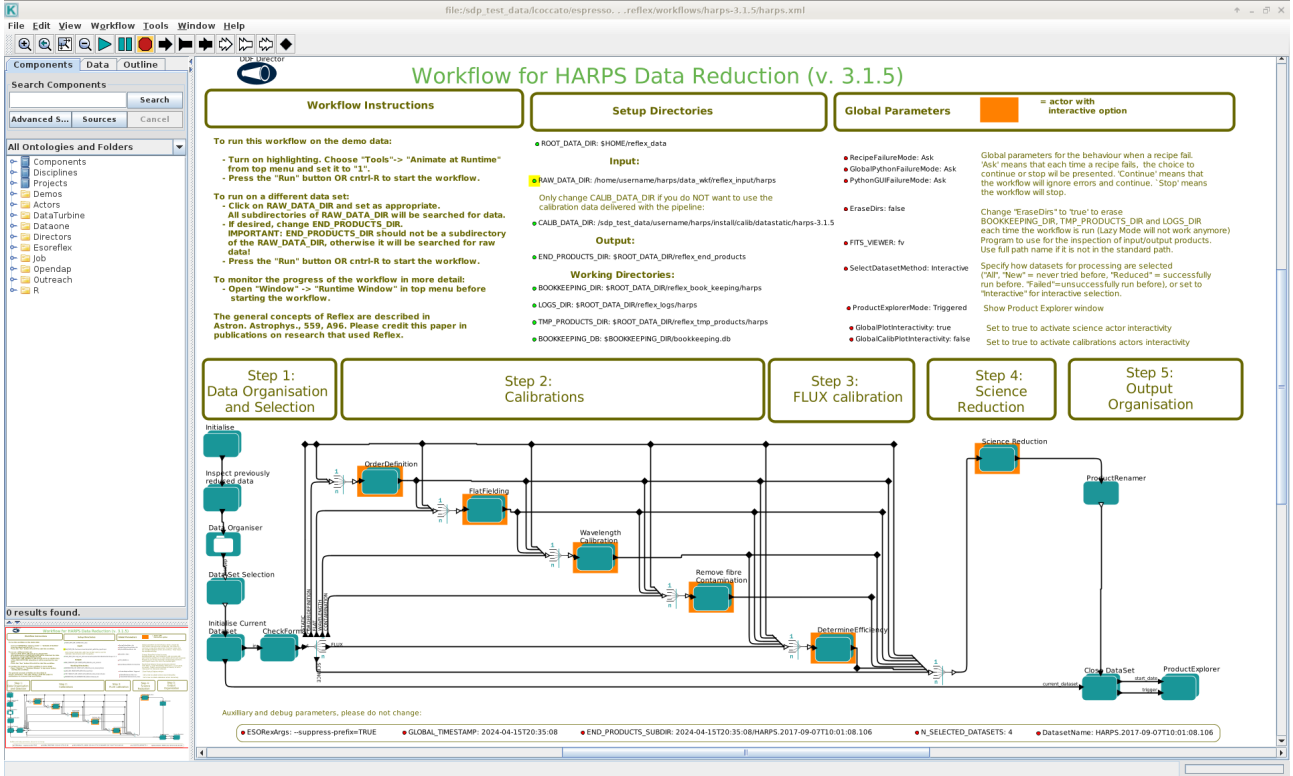 file:/sdp_test_data/lcoccato/espresso. . .reflex/workflows/harps-3.1.5/harps.xml
File Edit View Workflow Tools Window Help
Components Data Outline
Search Components
Search
Advanced S... Sources Cancel
All Ontologies and Folders
Components
Disciplines
Projects
Demos
Actors
DataTurbine
Dataone
Directors
Esoreflex
Job
Opendap
Outreach
R
0 results found.
DDF Director
Workflow for HARPS Data Reduction (v. 3.1.5)
Workflow Instructions
To run this workflow on the demo data:
- Turn on highlighting. Choose "Tools"-> "Animate at Runtime"
from top menu and set it to "1".
- Press the "Run" button OR cntrl-R to start the workflow.
To run on a different data set:
- Click on RAW_DATA_DIR and set as appropriate.
All subdirectories of RAW_DATA_DIR will be searched for data.
- If desired, change END_PRODUCTS_DIR.
IMPORTANT: END_PRODUCTS_DIR should not be a subdirectory
of the RAW_DATA_DIR, otherwise it will be searched for raw
data!
- Press the "Run" button OR cntrl-R to start the workflow.
To monitor the progress of the workflow in more detail:
- Open "Window" -> "Runtime Window" in top menu before
starting the workflow.
The general concepts of Reflex are described in
Astron. Astrophys., 559, A96. Please credit this paper in
publications on research that used Reflex.
Setup Directories
ROOT_DATA_DIR: $HOME/reflex_data
Input:
RAW_DATA_DIR: /home/username/harps/data_wkf/reflex_input/harps
Only change CALIB_DATA_DIR if you do NOT want to use the
calibration data delivered with the pipeline:
CALIB_DATA_DIR: /sdp_test_data/username/harps/install/calib/datastatic/harps-3.1.5
Output:
END_PRODUCTS_DIR: $ROOT_DATA_DIR/reflex_end_products
Working Directories:
BOOKKEEPING_DIR: $ROOT_DATA_DIR/reflex_book_keeping/harps
LOGS_DIR: $ROOT_DATA_DIR/reflex_logs/harps
TMP_PRODUCTS_DIR: $ROOT_DATA_DIR/reflex_tmp_products/harps
BOOKKEEPING_DB: $BOOKKEEPING_DIR/bookkeeping.db
Global Parameters
= actor with
interactive option
RecipeFailureMode: Ask
GlobalPythonFailureMode: Ask
PythonGUIFailureMode: Ask
EraseDirs: false
FITS_VIEWER: fv
SelectDatasetMethod: Interactive
ProductExplorerMode: Triggered
GlobalPlotInteractivity: true
GlobalCalibPlotInteractivity: false
Global parameters for the behaviour when a recipe fail.
'Ask' means that each time a recipe fails, the choice to
continue or stop wil be presented. 'Continue' means that
the workflow will ignore errors and continue. `Stop' means
the workflow will stop.
Change "EraseDirs" to 'true' to erase
BOOKKEEPING_DIR, TMP_PRODUCTS_DIR and LOGS_DIR
each time the workflow is run (Lazy Mode will not work anymore)
Program to use for the inspection of input/output products.
Use full path name if it is not in the standard path.
Specify how datasets for processing are selected
("All", "New" = never tried before, "Reduced" = successfully
run before. "Failed"=unsuccessfully run before), or set to
"Interactive" for interactive selection.
Show Product Explorer window
Set to true to activate science actor interactivity
Set to true to activate calibrations actors interactivity
Step 1:
Data Organisation
and Selection
Step 2:
Calibrations
Step 3:
FLUX calibration
Step 4:
Science
Reduction
Step 5:
Output
Organisation
Initialise
Inspect previously
reduced data
Data Organiser
DataSet Selection
Initialise Current
Dataset
CheckForm
OrderDefinition
FlatFielding
Wavelength
Calibration
Remove fibre
Contamination
DetermineEfficiency
FLUX
Science Reduction
ProductRenamer
Close DataSet
ProductExplorer
current_dataset
start_data
trigger
Auxilliary and debug parameters, please do not change:
ESORexArgs: --suppress-prefix=TRUE
GLOBAL_TIMESTAMP: 2024-04-15T20:35:08
END_PRODUCTS_SUBDIR: 2024-04-15T20:35:08/HARPS.2017-09-07T10:01:08.106
N_SELECTED_DATASETS: 4
DatasetName: HARPS.2017-09-07T10:01:08.106